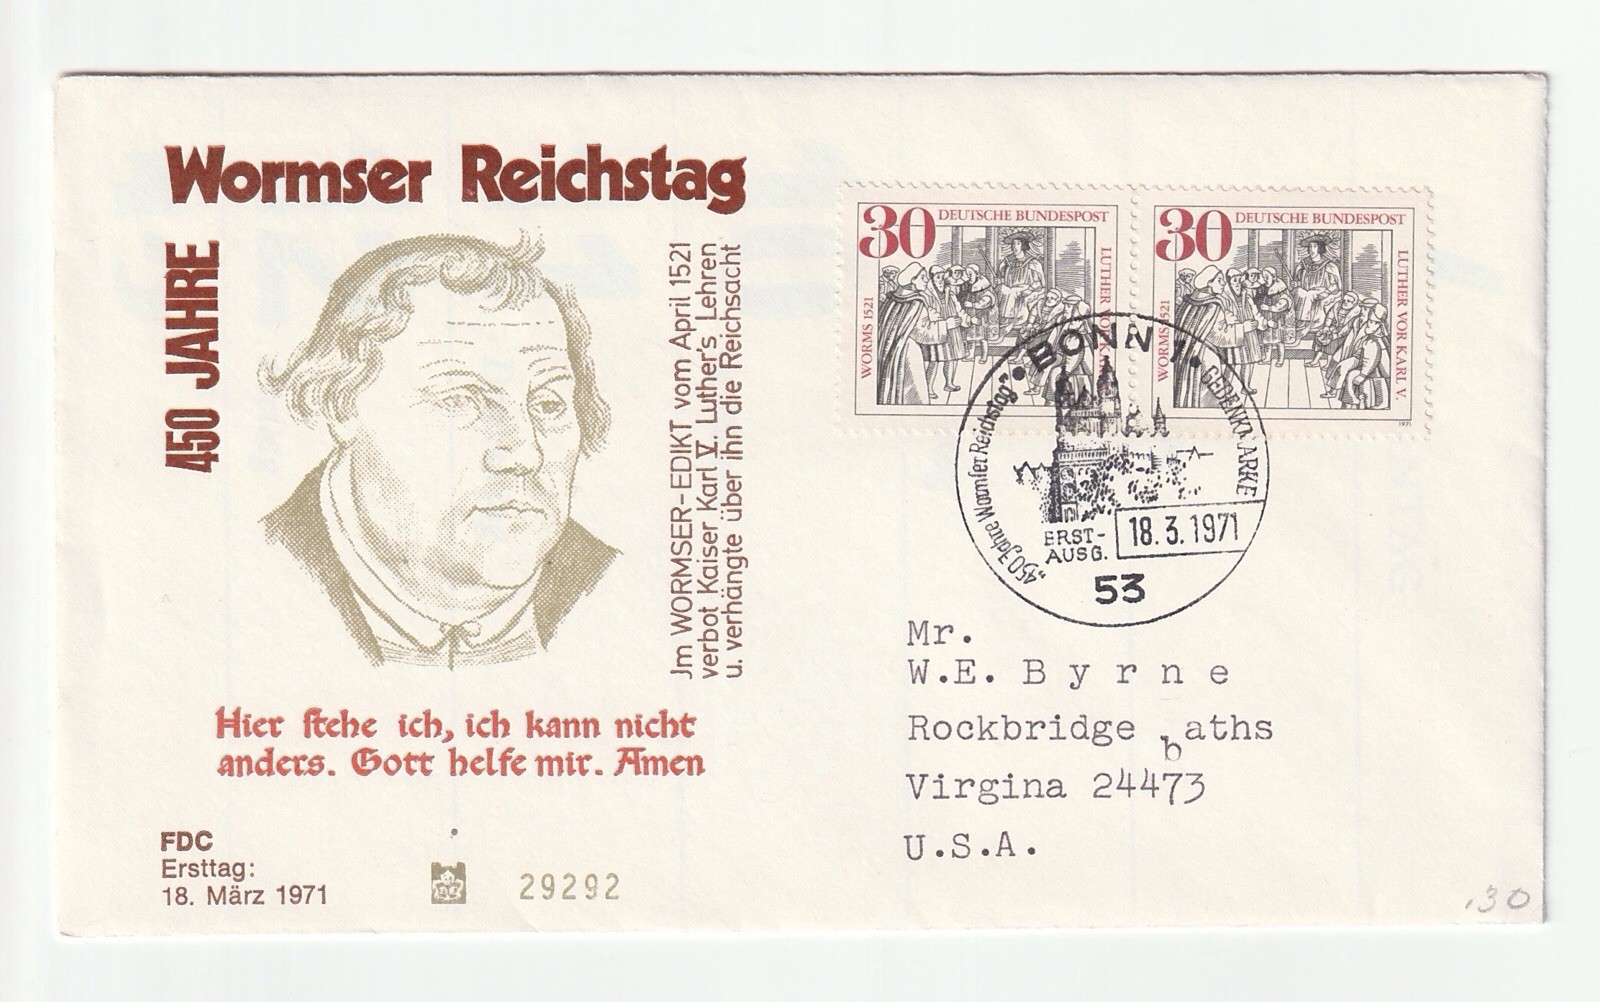 Wormser Reichstag
450 JAHRE
Jm WORMSER-EDIKT vom April 1521
verbot Kaiser Karl V. Luther's Lehren
u. verhängte über ihn die Reichsacht
Hier stehe ich, ich kann nicht
anders. Gott helfe mir. Amen
FDC
Ersttag:
18. März 1971
29292
30 DEUTSCHE BUNDESPOST
WORMS 1521
LUTHER VOR KARL V.
30 DEUTSCHE BUNDESPOST
WORMS 1521
LUTHER VOR KARL V.
1971
• BONN 1 •
GEDENKMARKE
„450 Jahre Wormser Reichstag"
ERST-
AUSG.
18.3.1971
53
Mr.
W.E. Byrne
Rockbridge baths
Virgina 24473
U.S.A.
.30